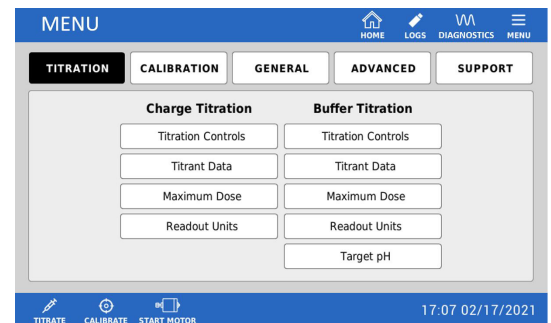 MENU
HOME LOGS DIAGNOSTICS MENU
TITRATION CALIBRATION GENERAL ADVANCED SUPPORT
Charge Titration Buffer Titration
Titration Controls Titration Controls
Titrant Data Titrant Data
Maximum Dose Maximum Dose
Readout Units Readout Units
Target pH
TITRATE CALIBRATE START MOTOR
17:07 02/17/2021